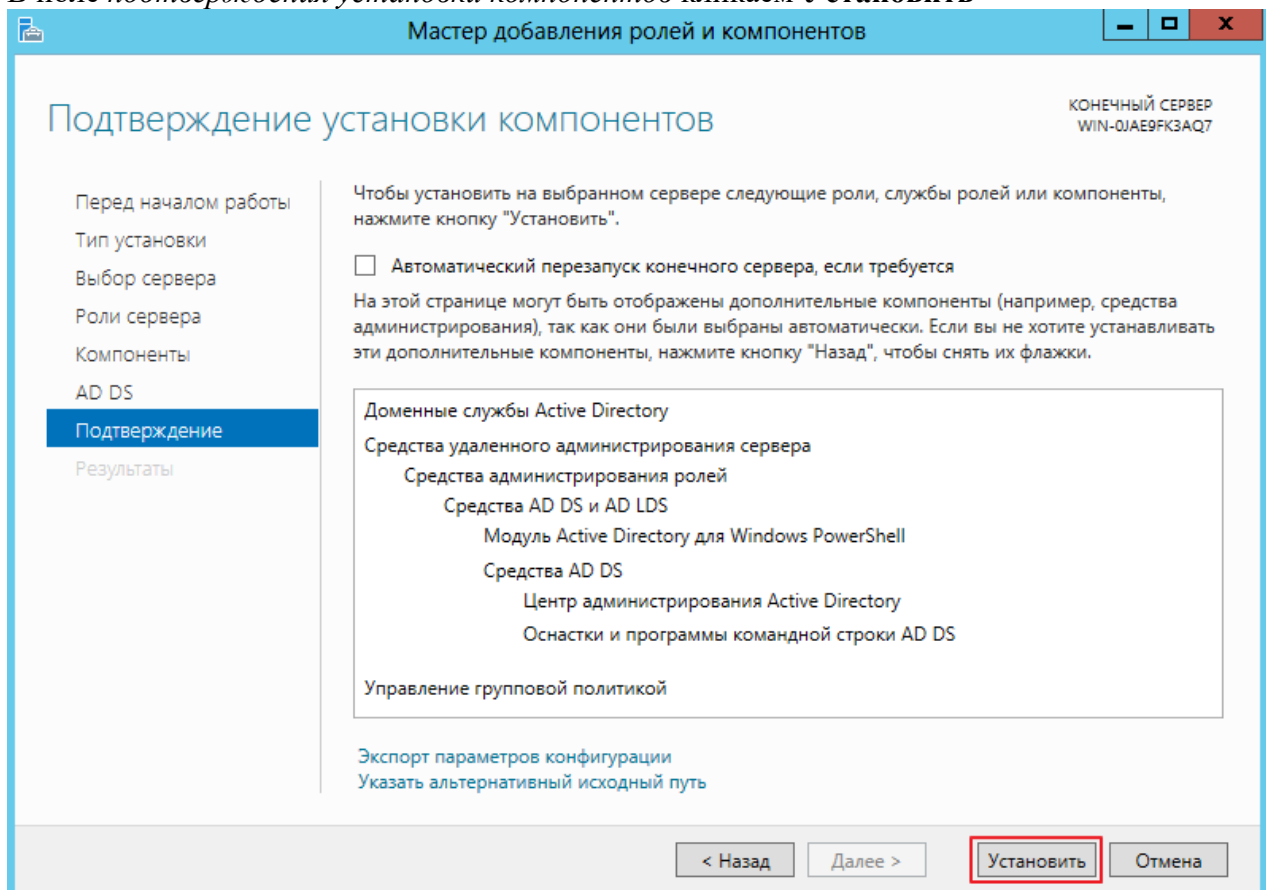 В поле подтверждения установки компонентов кликаем Установить
Мастер добавления ролей и компонентов
Подтверждение установки компонентов
КОНЕЧНЫЙ СЕРВЕР
WIN-0JAE9FK3AQ7
Перед началом работы
Тип установки
Выбор сервера
Роли сервера
Компоненты
AD DS
Подтверждение
Результаты
Чтобы установить на выбранном сервере следующие роли, службы ролей или компоненты,
нажмите кнопку "Установить".
Автоматический перезапуск конечного сервера, если требуется
На этой странице могут быть отображены дополнительные компоненты (например, средства
администрирования), так как они были выбраны автоматически. Если вы не хотите устанавливать
эти дополнительные компоненты, нажмите кнопку "Назад", чтобы снять их флажки.
Доменные службы Active Directory
Средства удаленного администрирования сервера
Средства администрирования ролей
Средства AD DS и AD LDS
Модуль Active Directory для Windows PowerShell
Средства AD DS
Центр администрирования Active Directory
Оснастки и программы командной строки AD DS
Управление групповой политикой
Экспорт параметров конфигурации
Указать альтернативный исходный путь
< Назад
Далее >
Установить
Отмена